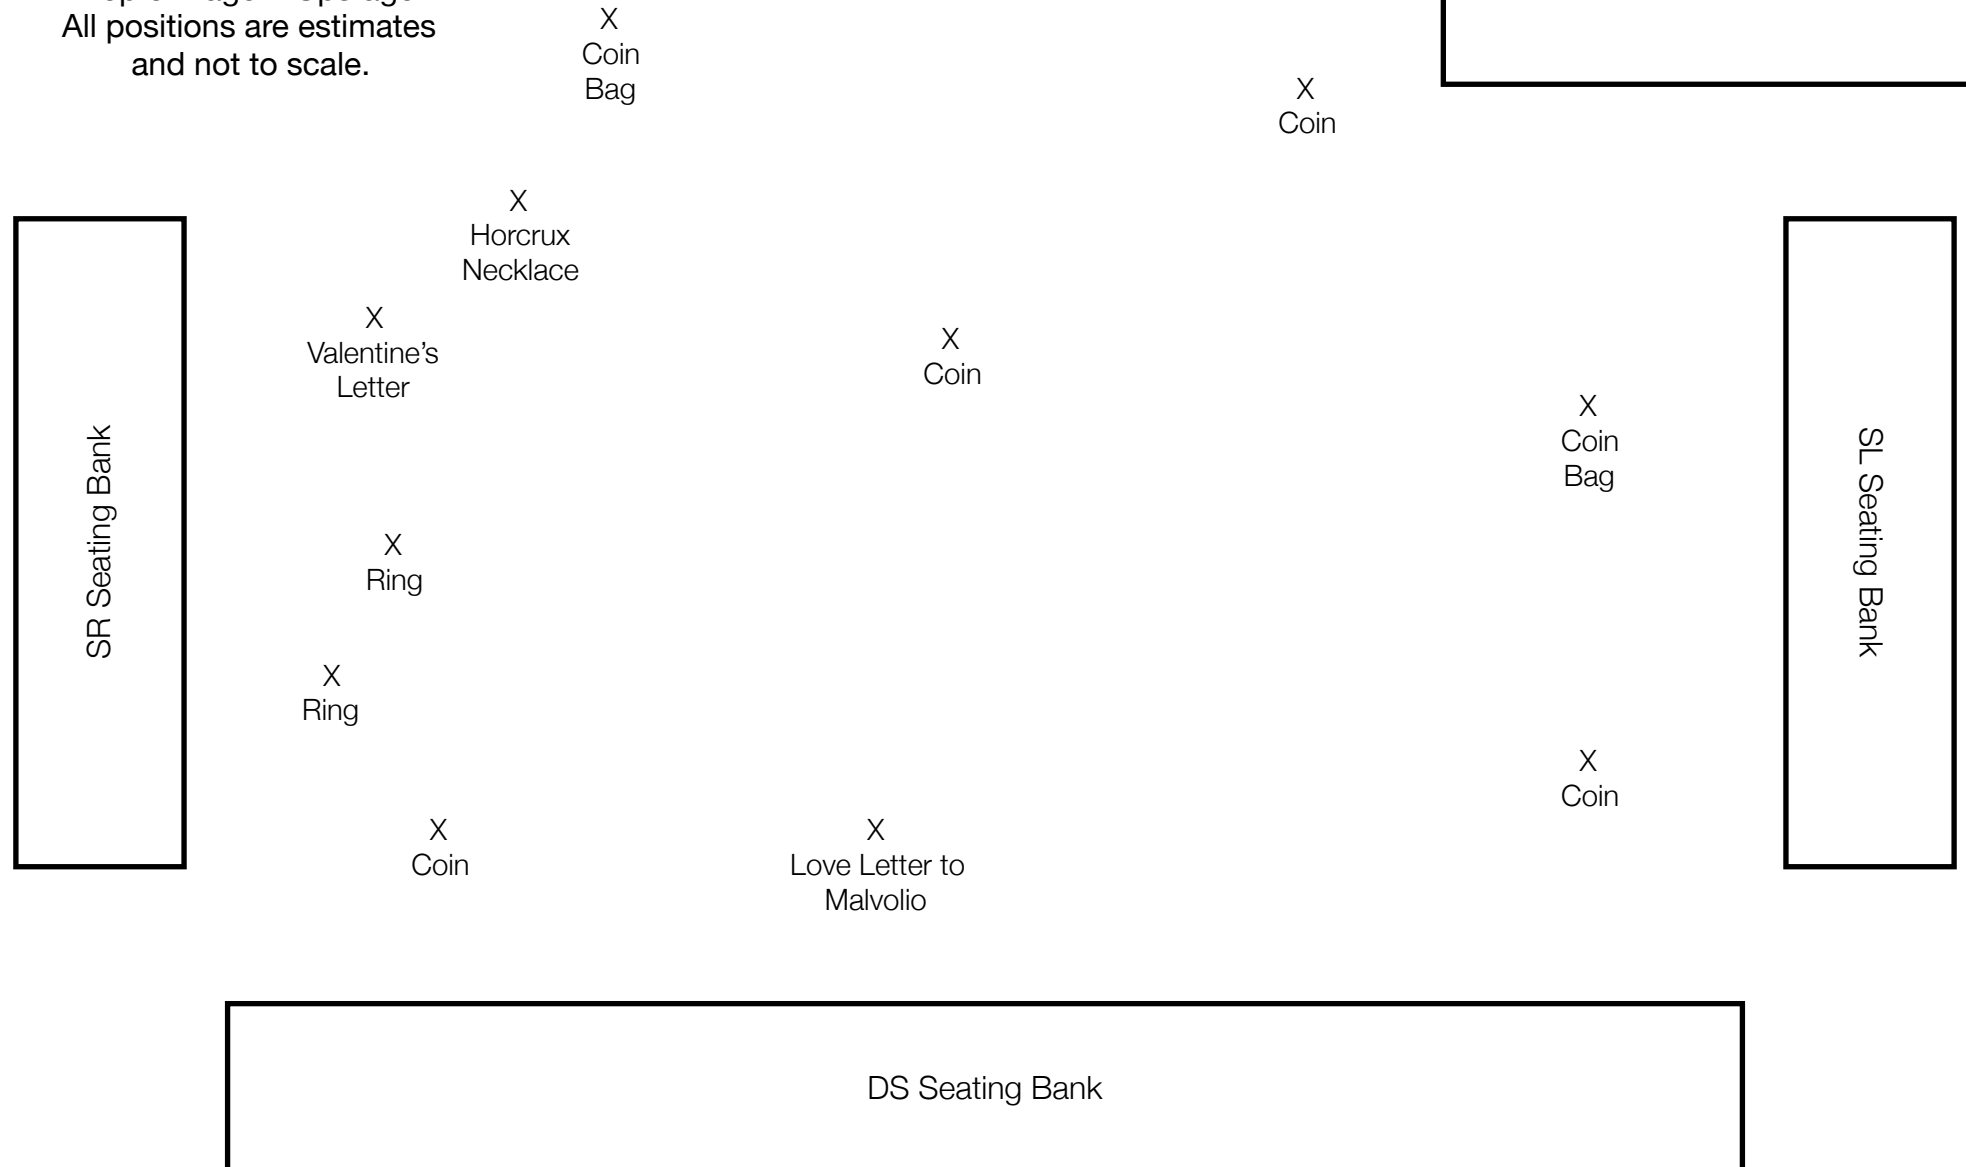 All positions are estimates
and not to scale.
X
Coin
Bag
X
Coin
X
Horcrux
Necklace
X
Valentine’s
Letter
X
Coin
X
Coin
Bag
SR Seating Bank
SL Seating Bank
X
Ring
X
Ring
X
Coin
X
Coin
X
Love Letter to
Malvolio
DS Seating Bank